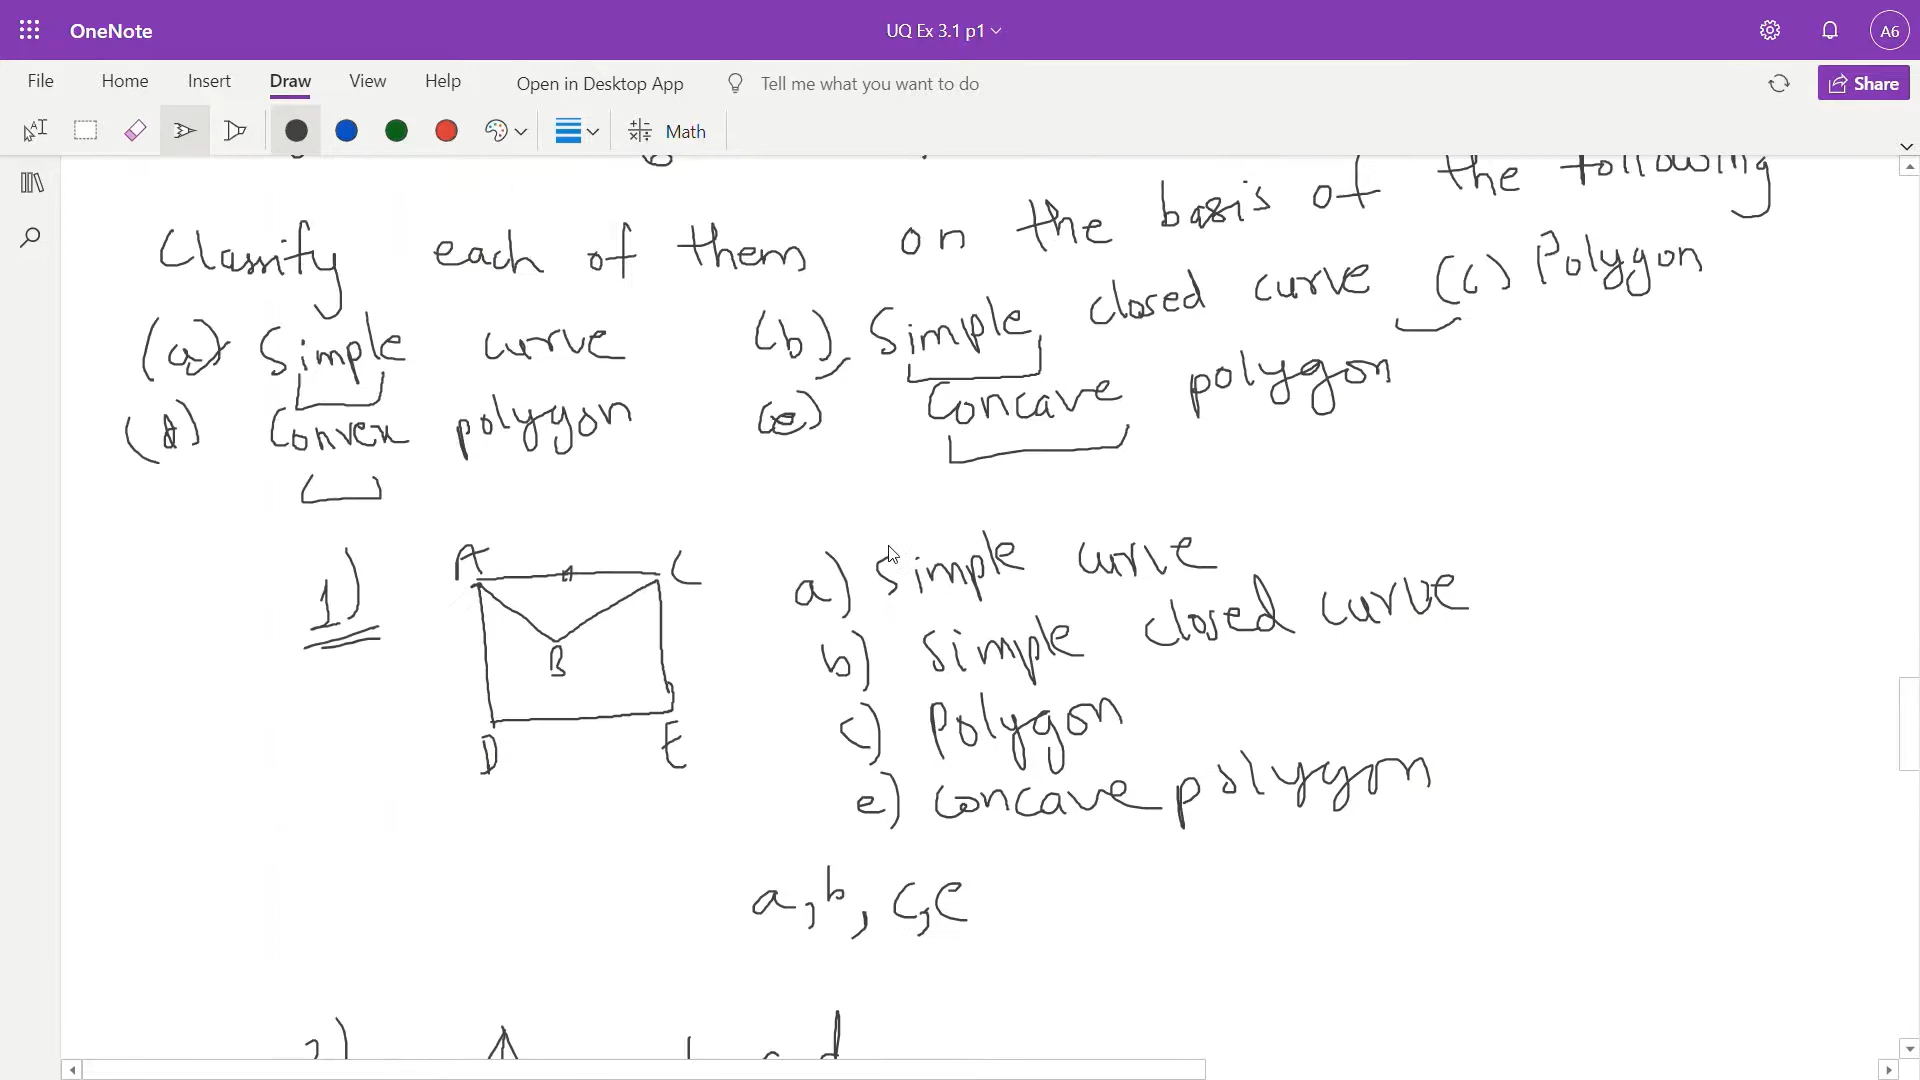 OneNote
UQ Ex 3.1 p1
A6
File Home Insert Draw View Help Open in Desktop App Tell me what you want to do
Share
Math
on the basis of the following
Classify each of them
(a) Simple curve (b) Simple closed curve (c) Polygon
(d) Convex polygon (e) Concave polygon
1)
A C
B
D E
a) Simple curve
b) Simple closed curve
c) Polygon
e) Concave polygon
a, b, c, e
2)